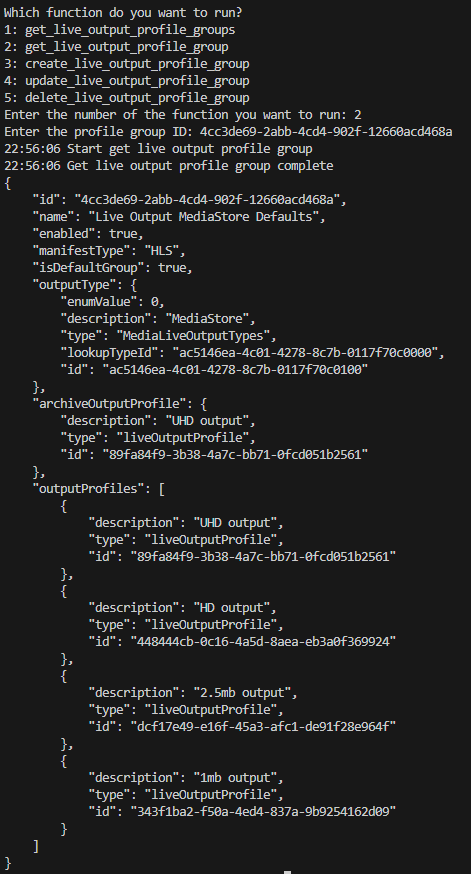 Which function do you want to run?
1: get_live_output_profile_groups
2: get_live_output_profile_group
3: create_live_output_profile_group
4: update_live_output_profile_group
5: delete_live_output_profile_group
Enter the number of the function you want to run: 2
Enter the profile group ID: 4cc3de69-2abb-4cd4-902f-12660acd468a
22:56:06 Start get live output profile group
22:56:06 Get live output profile group complete
{
    "id": "4cc3de69-2abb-4cd4-902f-12660acd468a",
    "name": "Live Output MediaStore Defaults",
    "enabled": true,
    "manifestType": "HLS",
    "isDefaultGroup": true,
    "outputType": {
        "enumValue": 0,
        "description": "MediaStore",
        "type": "MediaLiveOutputTypes",
        "lookupTypeId": "ac5146ea-4c01-4278-8c7b-0117f70c0000",
        "id": "ac5146ea-4c01-4278-8c7b-0117f70c0100"
    },
    "archiveOutputProfile": {
        "description": "UHD output",
        "type": "liveOutputProfile",
        "id": "89fa84f9-3b38-4a7c-bb71-0fcd051b2561"
    },
    "outputProfiles": [
        {
            "description": "UHD output",
            "type": "liveOutputProfile",
            "id": "89fa84f9-3b38-4a7c-bb71-0fcd051b2561"
        },
        {
            "description": "HD output",
            "type": "liveOutputProfile",
            "id": "448444cb-0c16-4a5d-8aea-eb3a0f369924"
        },
        {
            "description": "2.5mb output",
            "type": "liveOutputProfile",
            "id": "dcf17e49-e16f-45a3-afc1-de91f28e964f"
        },
        {
            "description": "1mb output",
            "type": "liveOutputProfile",
            "id": "343f1ba2-f50a-4ed4-837a-9b9254162d09"
        }
    ]
}